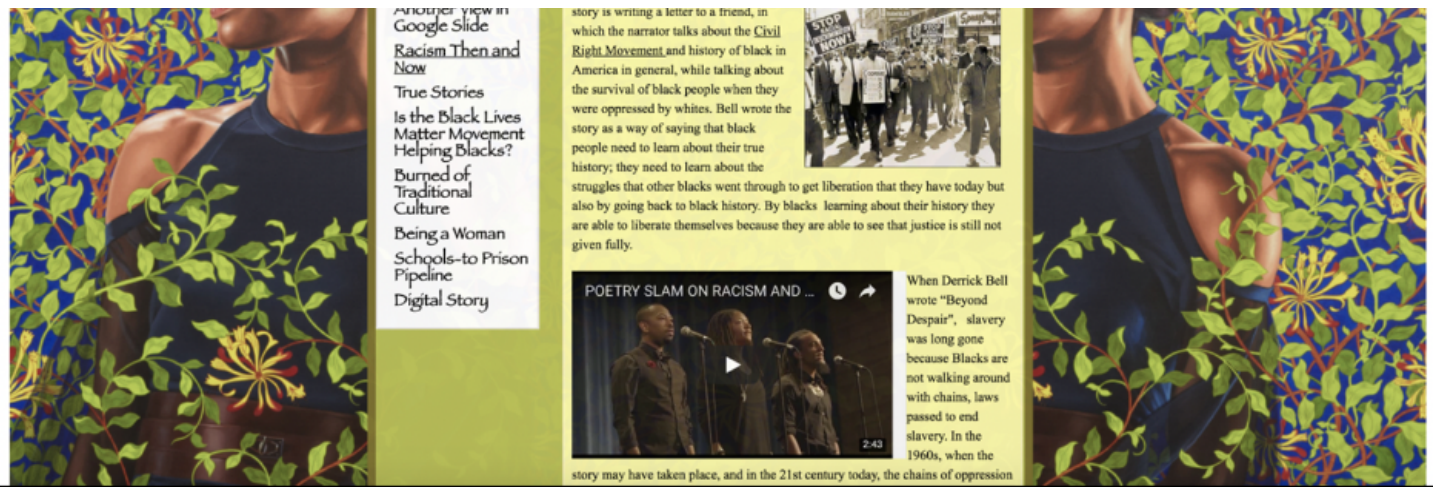 Another View in
Google Slide
Racism Then and
Now
True Stories
Is the Black Lives
Matter Movement
Helping Blacks?
Burned of
Traditional
Culture
Being a Woman
Schools-to Prison
Pipeline
Digital Story
story is writing a letter to a friend, in
which the narrator talks about the Civil
Right Movement and history of black in
America in general, while talking about
the survival of black people when they
were oppressed by whites. Bell wrote the
story as a way of saying that black
people need to learn about their true
history; they need to learn about the
struggles that other blacks went through to get liberation that they have today but
also by going back to black history. By blacks learning about their history they
are able to liberate themselves because they are able to see that justice is still not
given fully.
STOP
NOW!
POETRY SLAM ON RACISM AND ...
2:43
When Derrick Bell
wrote “Beyond
Despair”, slavery
was long gone
because Blacks are
not walking around
with chains, laws
passed to end
slavery. In the
1960s, when the
story may have taken place, and in the 21st century today, the chains of oppression